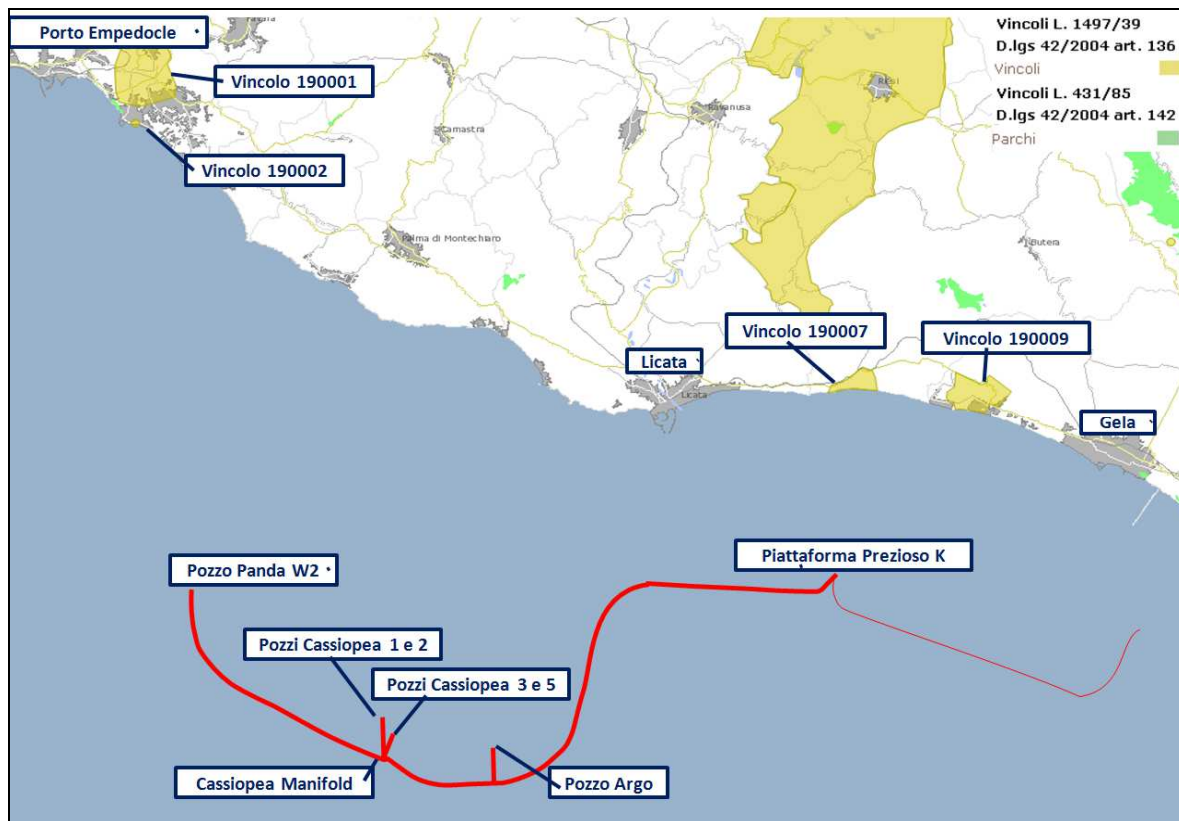 Porto Empedocle
Vincolo 190001
Vincolo 190002
Vincoli L. 1497/39
D.lgs 42/2004 art. 136
Vincoli
Vincoli L. 431/85
D.lgs 42/2004 art. 142
Parchi
Riesi
Ravanusa
Camastra
Palma di Montechiaro
Butera
Vincolo 190007
Vincolo 190009
Licata
Licata
Gela
Piattaforma Prezioso K
Pozzo Panda W2
Pozzi Cassiopea 1 e 2
Pozzi Cassiopea 3 e 5
Cassiopea Manifold
Pozzo Argo